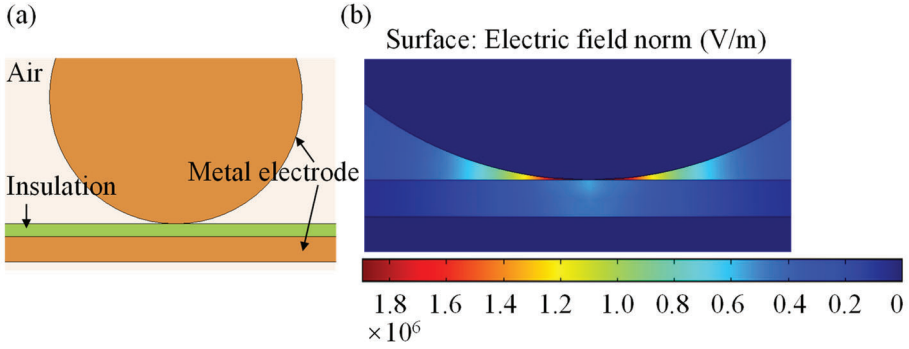 (a)
Air
Insulation
Metal electrode
(b)
Surface: Electric field norm (V/m)
1.8 1.6 1.4 1.2 1.0 0.8 0.6 0.4 0.2 0
×10⁶